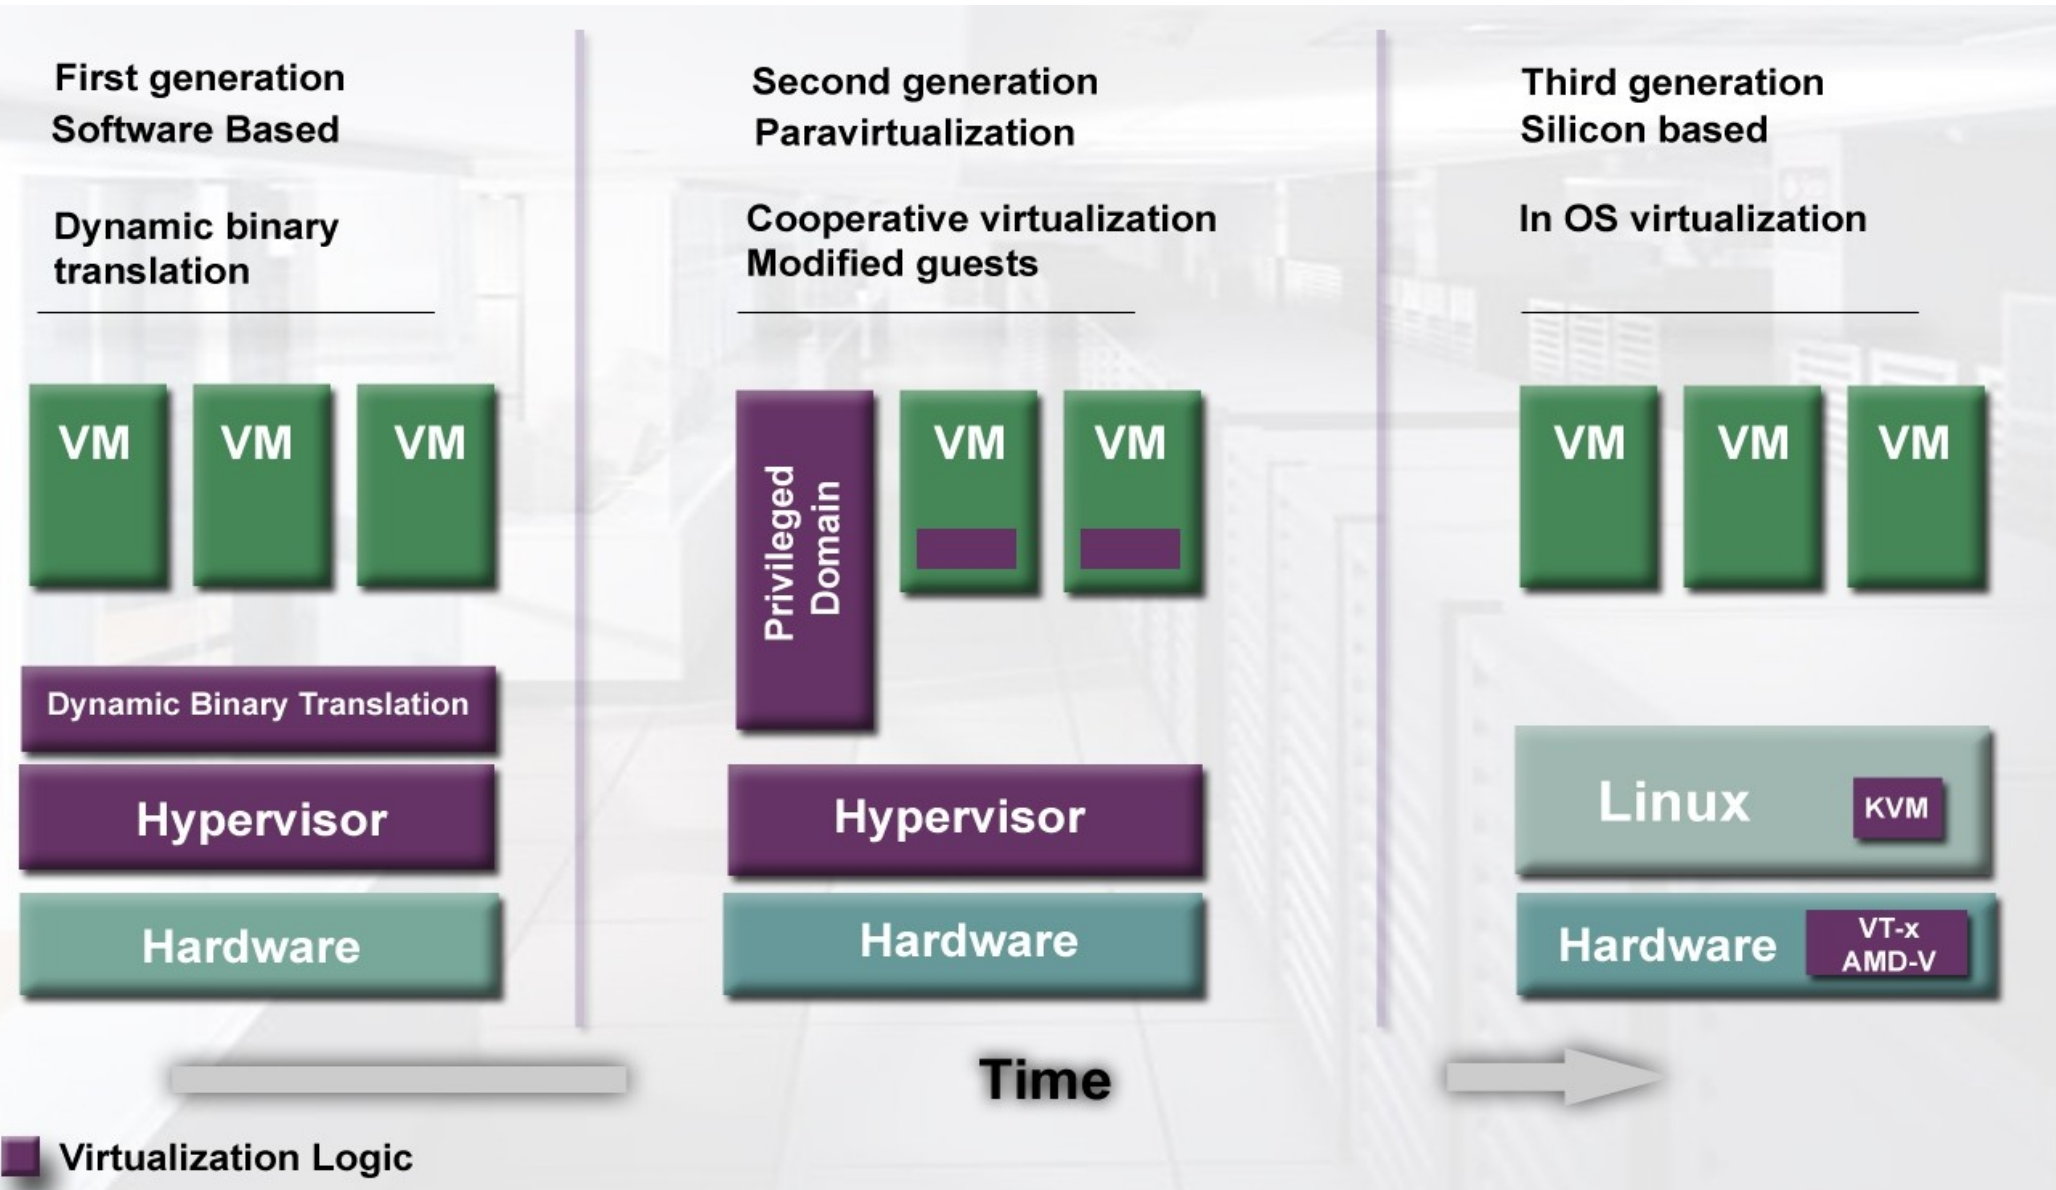 First generation
Software Based
Dynamic binary
translation
VM
VM
VM
Dynamic Binary Translation
Hypervisor
Hardware
Second generation
Paravirtualization
Cooperative virtualization
Modified guests
Privileged
Domain
VM
VM
Hypervisor
Hardware
Third generation
Silicon based
In OS virtualization
VM
VM
VM
Linux
KVM
Hardware
VT-x
AMD-V
Time
Virtualization Logic